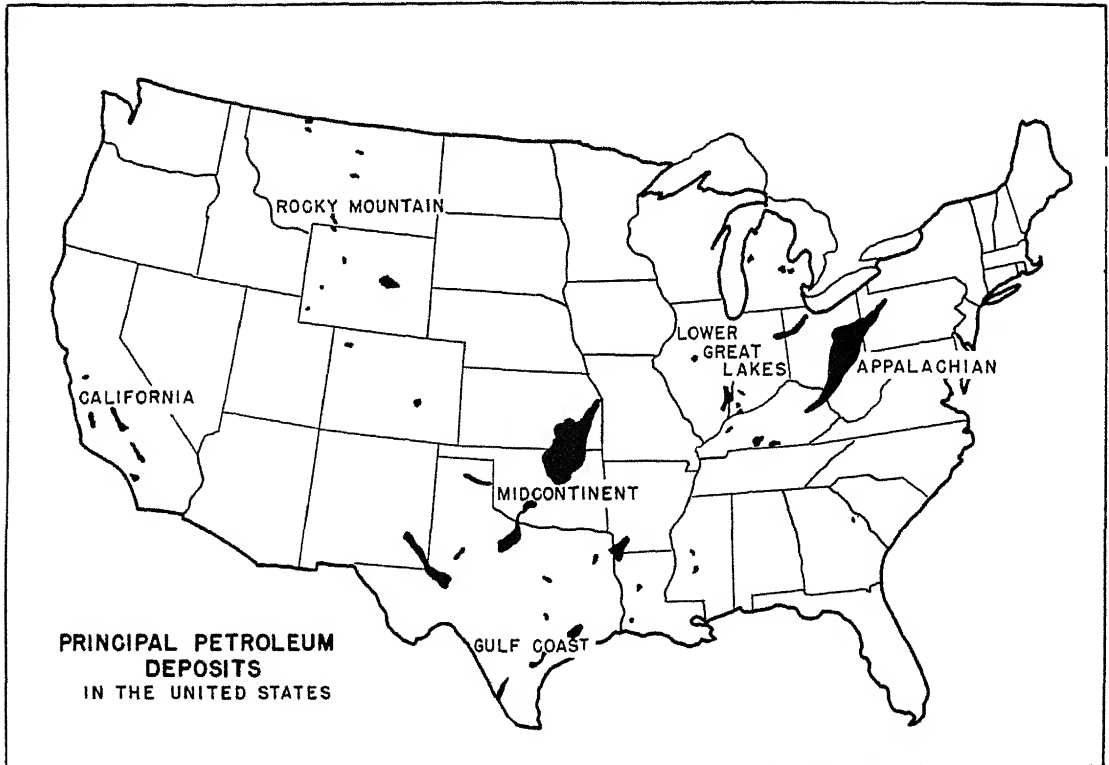 ROCKY MOUNTAIN
LOWER
GREAT
LAKES
APPALACHIAN
CALIFORNIA
MIDCONTINENT
GULF COAST
PRINCIPAL PETROLEUM
DEPOSITS
IN THE UNITED STATES